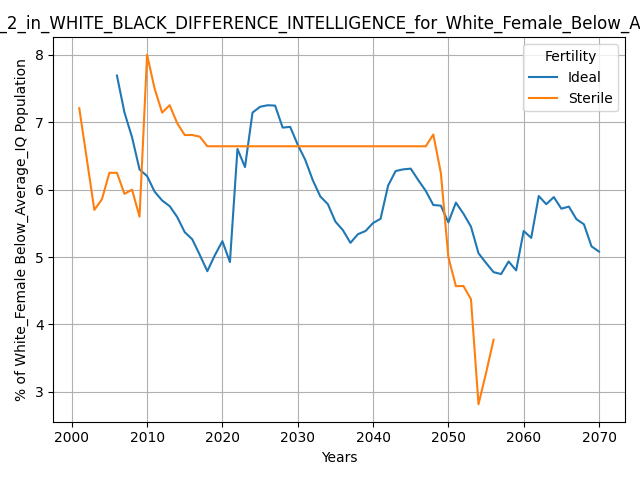 _2_in_WHITE_BLACK_DIFFERENCE_INTELLIGENCE_for_White_Female_Below_A
% of White_Female Below_Average_IQ Population
8
7
6
5
4
3
Fertility
Ideal
Sterile
2000 2010 2020 2030 2040 2050 2060 2070
Years